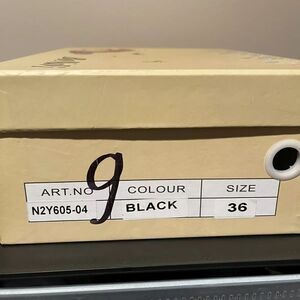 ART.NO 9 COLOUR SIZE
N2Y605-04 BLACK 36